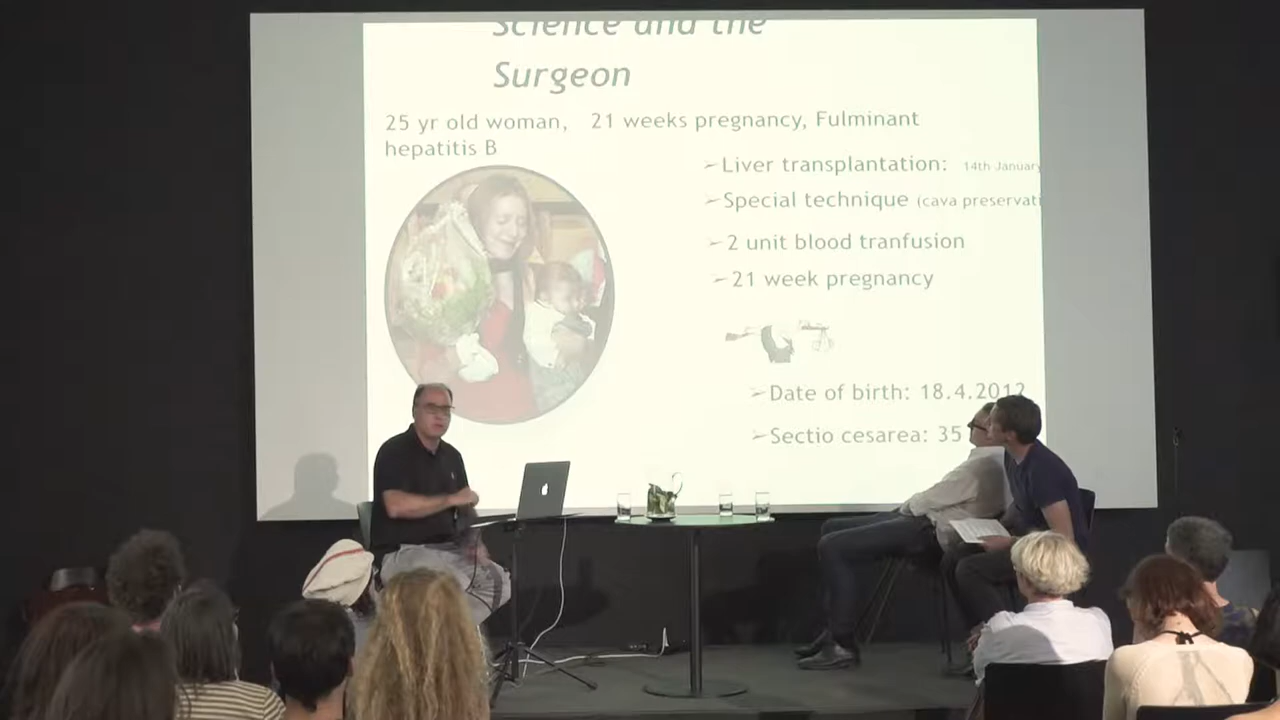 Science and the
Surgeon
25 yr old woman, 21 weeks pregnancy, Fulminant
hepatitis B
➢Liver transplantation: 14th January
➢Special technique (cava preservati
➢2 unit blood tranfusion
➢21 week pregnancy
➢Date of birth: 18.4.2012
➢Sectio cesarea: 35